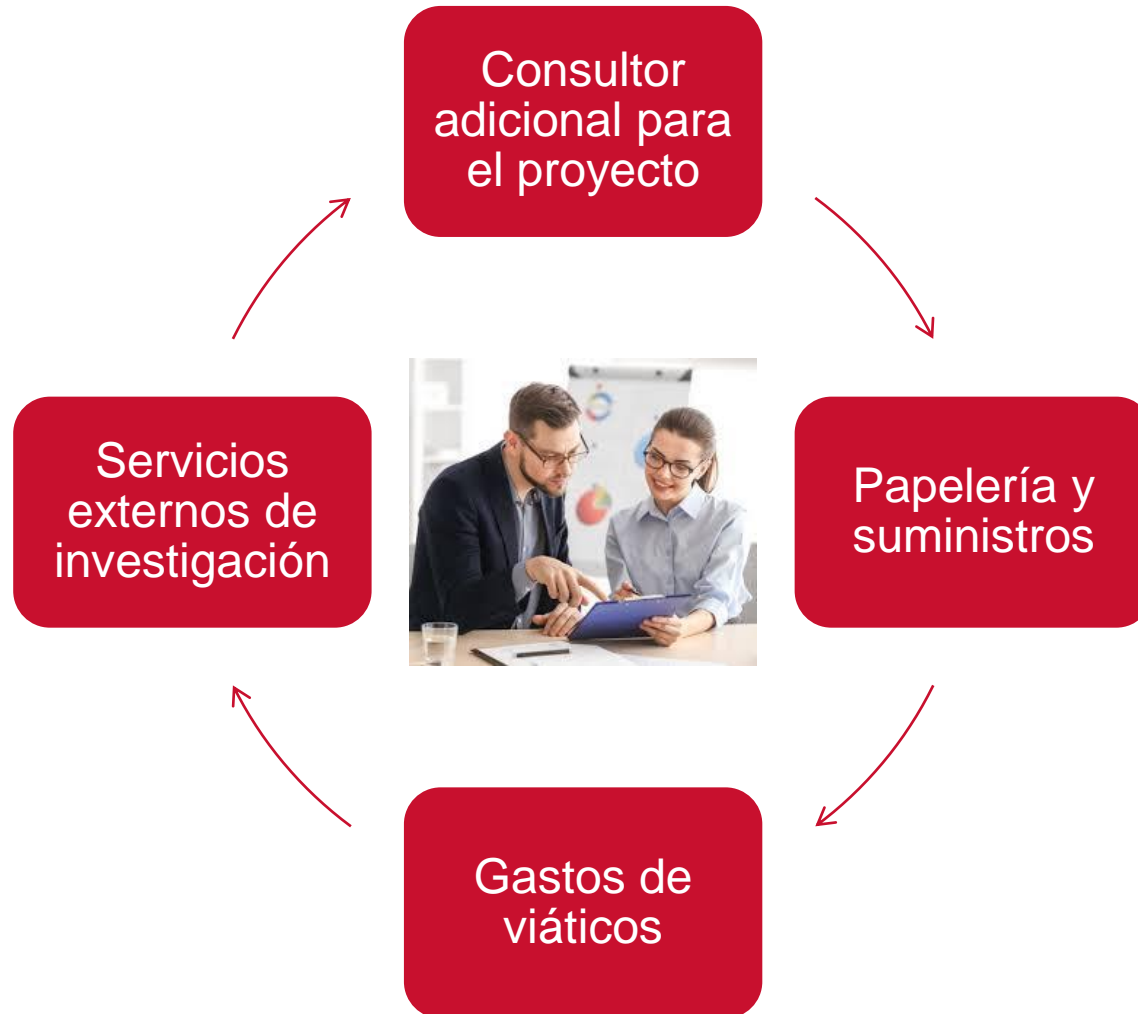 Consultor
adicional para
el proyecto
Papelería y
suministros
Gastos de
viáticos
Servicios
externos de
investigación